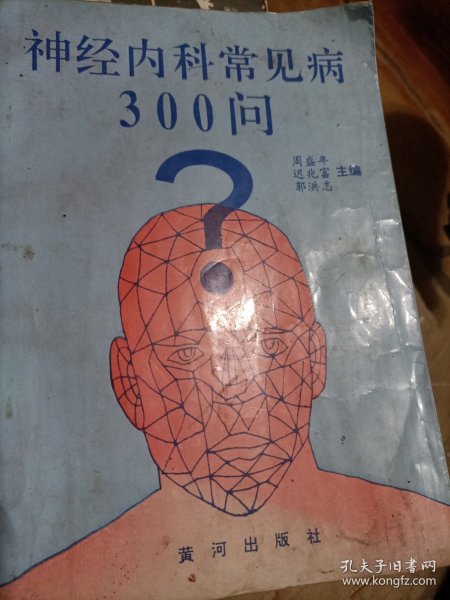 神经内科常见病
300问
?
周盛年
迟兆富 主编
郭洪志
黄河出版社
孔夫子旧书网
www.kongfz.com